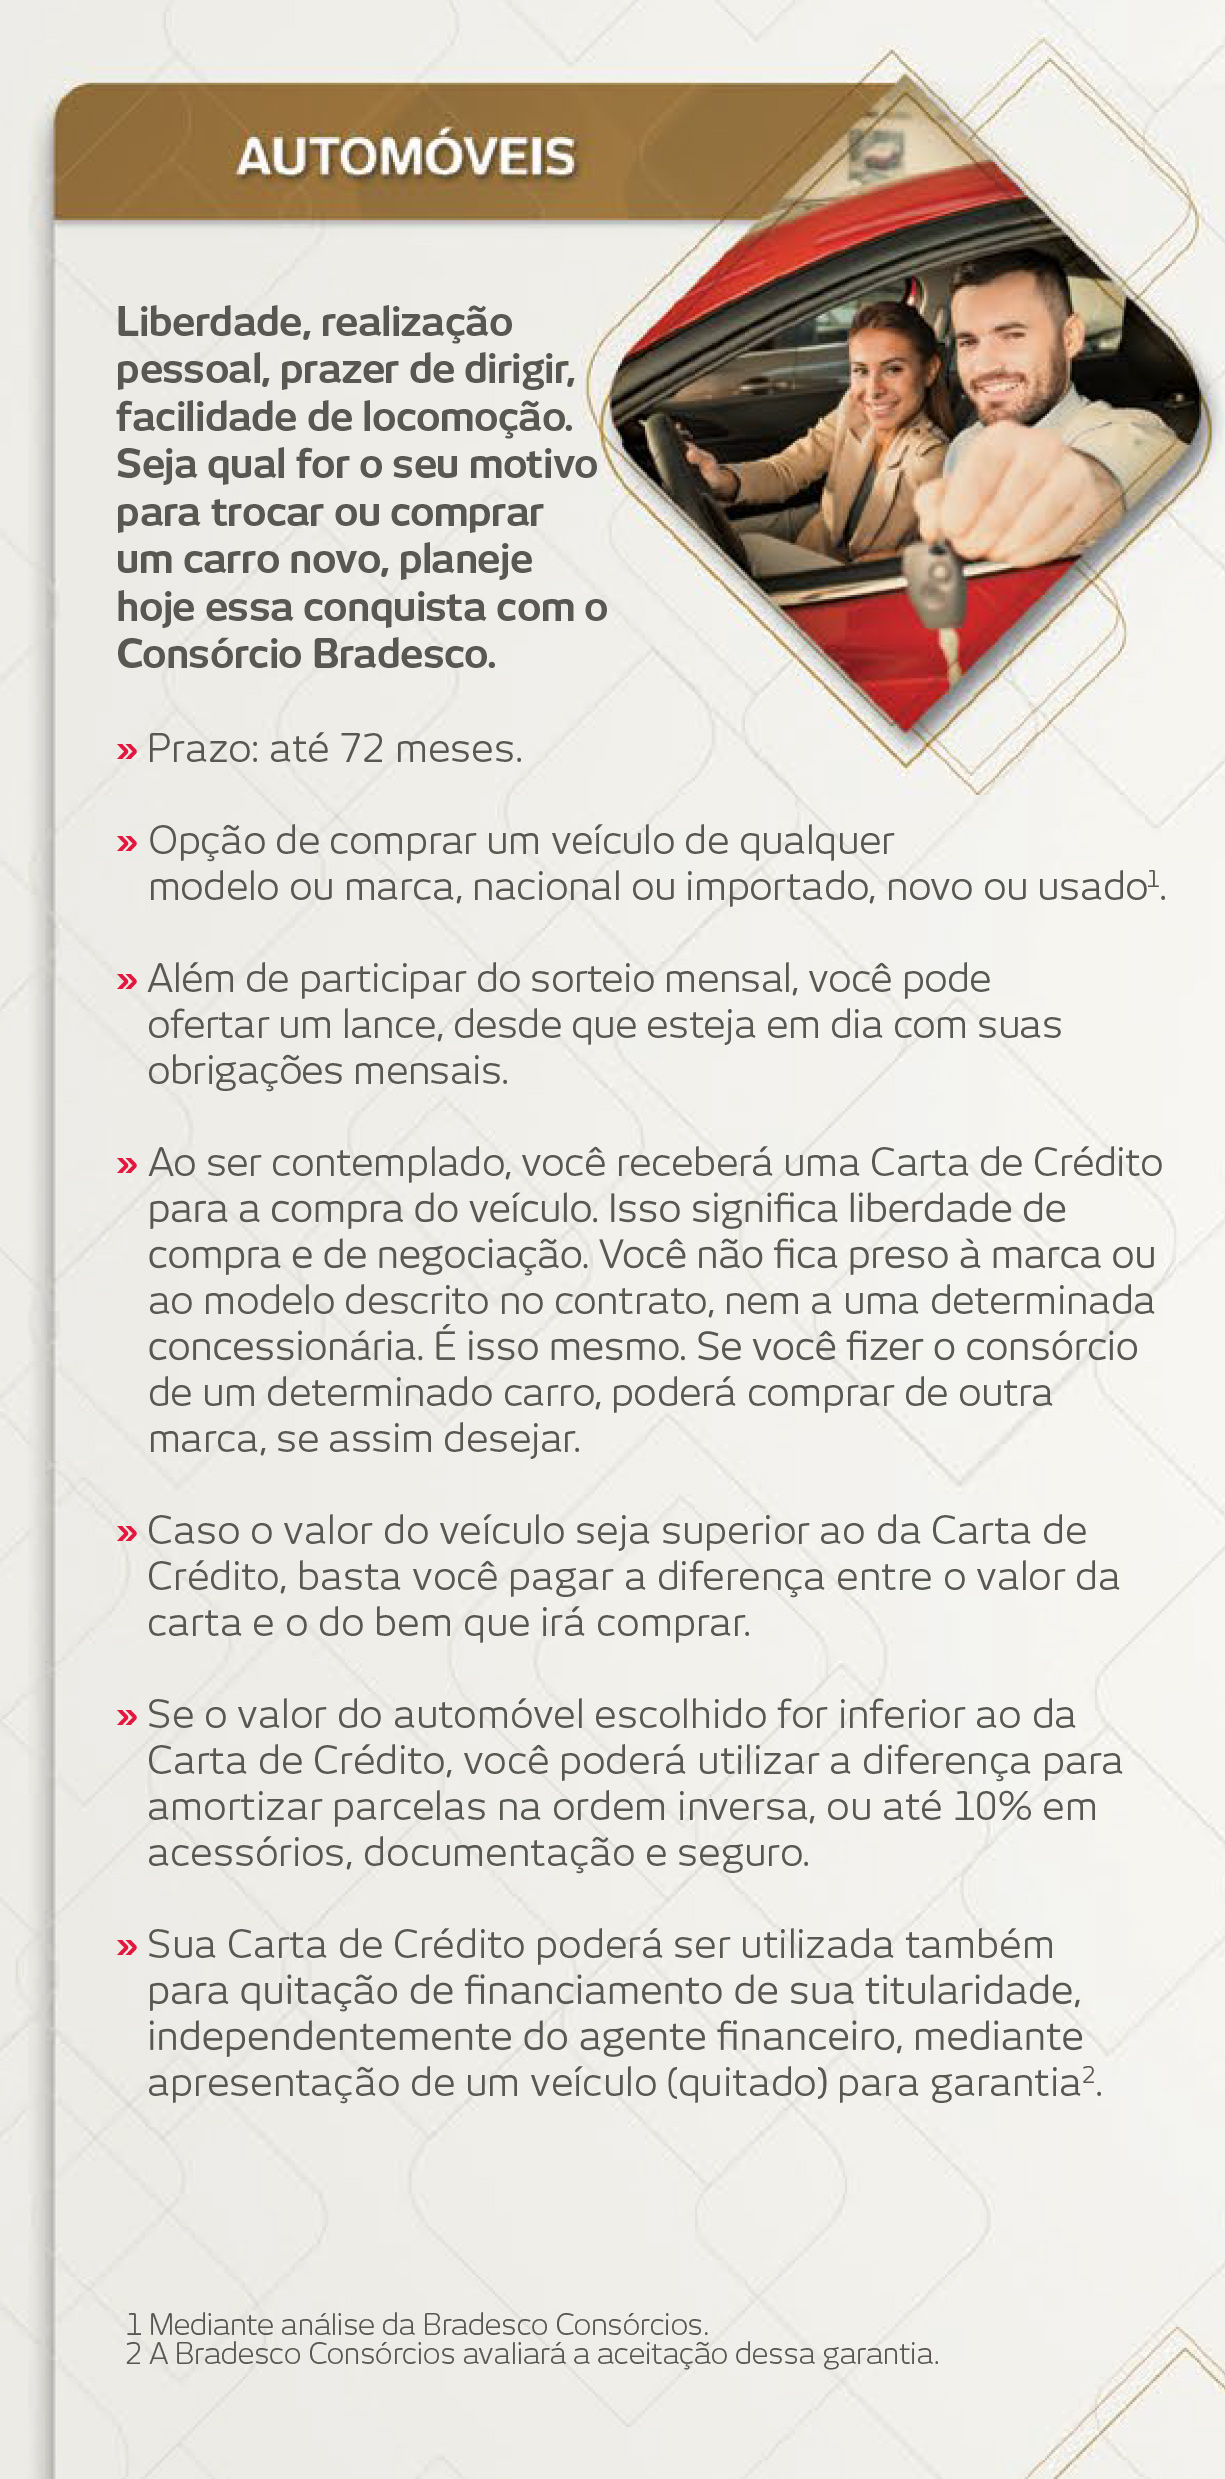 AUTOMÓVEIS
Liberdade, realização
pessoal, prazer de dirigir,
facilidade de locomoção.
Seja qual for o seu motivo
para trocar ou comprar
um carro novo, planeje
hoje essa conquista com o
Consórcio Bradesco.
» Prazo: até 72 meses.
» Opção de comprar um veículo de qualquer
modelo ou marca, nacional ou importado, novo ou usado¹.
» Além de participar do sorteio mensal, você pode
ofertar um lance, desde que esteja em dia com suas
obrigações mensais.
» Ao ser contemplado, você receberá uma Carta de Crédito
para a compra do veículo. Isso significa liberdade de
compra e de negociação. Você não fica preso à marca ou
ao modelo descrito no contrato, nem a uma determinada
concessionária. É isso mesmo. Se você fizer o consórcio
de um determinado carro, poderá comprar de outra
marca, se assim desejar.
» Caso o valor do veículo seja superior ao da Carta de
Crédito, basta você pagar a diferença entre o valor da
carta e o do bem que irá comprar.
» Se o valor do automóvel escolhido for inferior ao da
Carta de Crédito, você poderá utilizar a diferença para
amortizar parcelas na ordem inversa, ou até 10% em
acessórios, documentação e seguro.
» Sua Carta de Crédito poderá ser utilizada também
para quitação de financiamento de sua titularidade,
independentemente do agente financeiro, mediante
apresentação de um veículo (quitado) para garantia².
1 Mediante análise da Bradesco Consórcios.
2 A Bradesco Consórcios avaliará a aceitação dessa garantia.